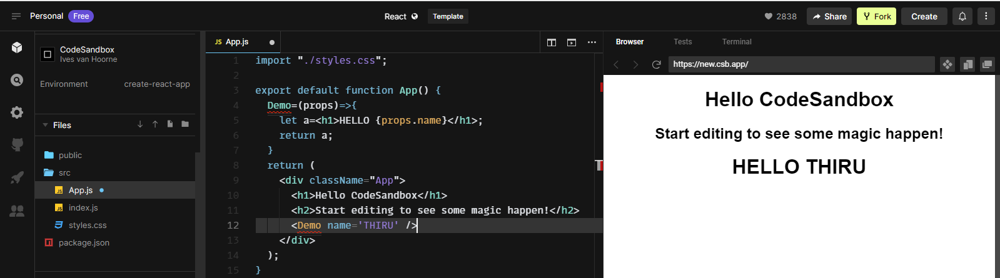 Personal Free React Template 2838 Share Fork Create
CodeSandbox
Ives van Hoorne
Environment create-react-app
Files
public
src
App.js
index.js
styles.css
package.json
JS App.js
1 import "./styles.css";
2
3 export default function App() {
4 Demo=(props)=>{
5 let a=<h1>HELLO {props.name}</h1>;
6 return a;
7 }
8 return (
9 <div className="App">
10 <h1>Hello CodeSandbox</h1>
11 <h2>Start editing to see some magic happen!</h2>
12 <Demo name='THIRU' />
13 </div>
14 );
15 }
Browser Tests Terminal
https://new.csb.app/
Hello CodeSandbox
Start editing to see some magic happen!
HELLO THIRU